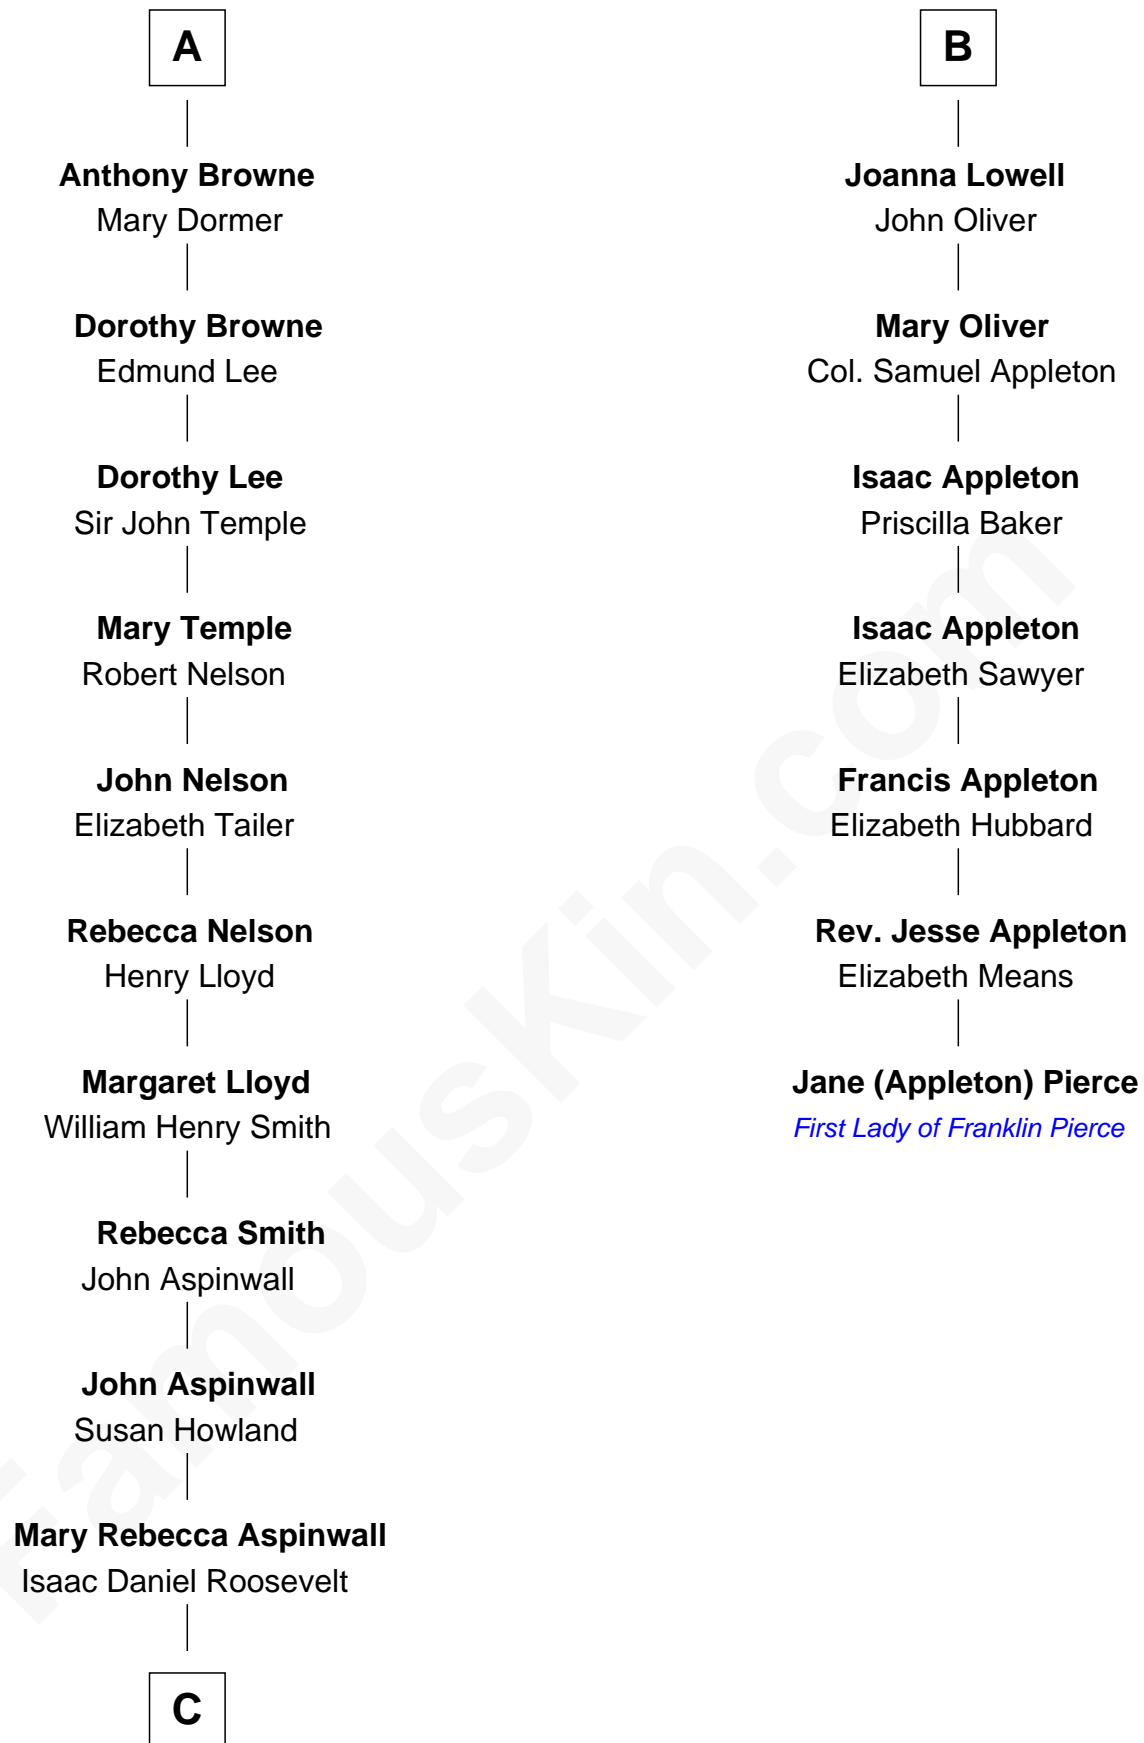 A
Anthony Browne
Mary Dormer
Dorothy Browne
Edmund Lee
Dorothy Lee
Sir John Temple
Mary Temple
Robert Nelson
John Nelson
Elizabeth Tailer
Rebecca Nelson
Henry Lloyd
Margaret Lloyd
William Henry Smith
Rebecca Smith
John Aspinwall
John Aspinwall
Susan Howland
Mary Rebecca Aspinwall
Isaac Daniel Roosevelt
C
B
Joanna Lowell
John Oliver
Mary Oliver
Col. Samuel Appleton
Isaac Appleton
Priscilla Baker
Isaac Appleton
Elizabeth Sawyer
Francis Appleton
Elizabeth Hubbard
Rev. Jesse Appleton
Elizabeth Means
Jane (Appleton) Pierce
First Lady of Franklin Pierce
FamousKin.com